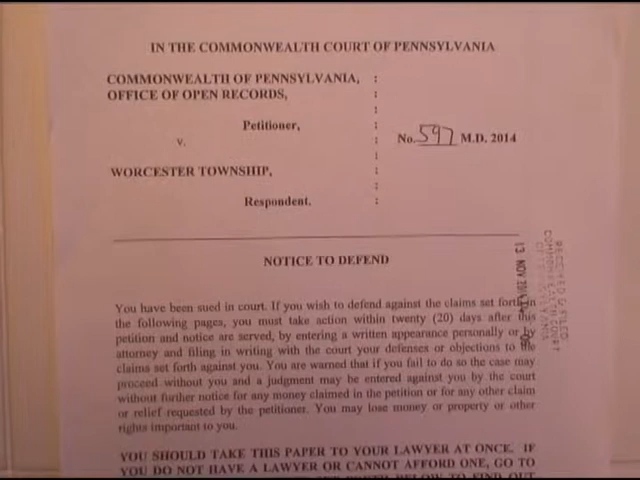 IN THE COMMONWEALTH COURT OF PENNSYLVANIA
COMMONWEALTH OF PENNSYLVANIA, :
OFFICE OF OPEN RECORDS, :
:
Petitioner, :
v. :
:
WORCESTER TOWNSHIP, :
:
Respondent. :
No. 597 M.D. 2014
NOTICE TO DEFEND
You have been sued in court. If you wish to defend against the claims set forth in
the following pages, you must take action within twenty (20) days after this
petition and notice are served, by entering a written appearance personally or by
attorney and filing in writing with the court your defenses or objections to the
claims set forth against you. You are warned that if you fail to do so the case may
proceed without you and a judgment may be entered against you by the court
without further notice for any money claimed in the petition or for any other claim
or relief requested by the petitioner. You may lose money or property or other
rights important to you.
YOU SHOULD TAKE THIS PAPER TO YOUR LAWYER AT ONCE. IF
YOU DO NOT HAVE A LAWYER OR CANNOT AFFORD ONE, GO TO
RECEIVED & FILED
COMMONWEALTH COURT
13 NOV 2014